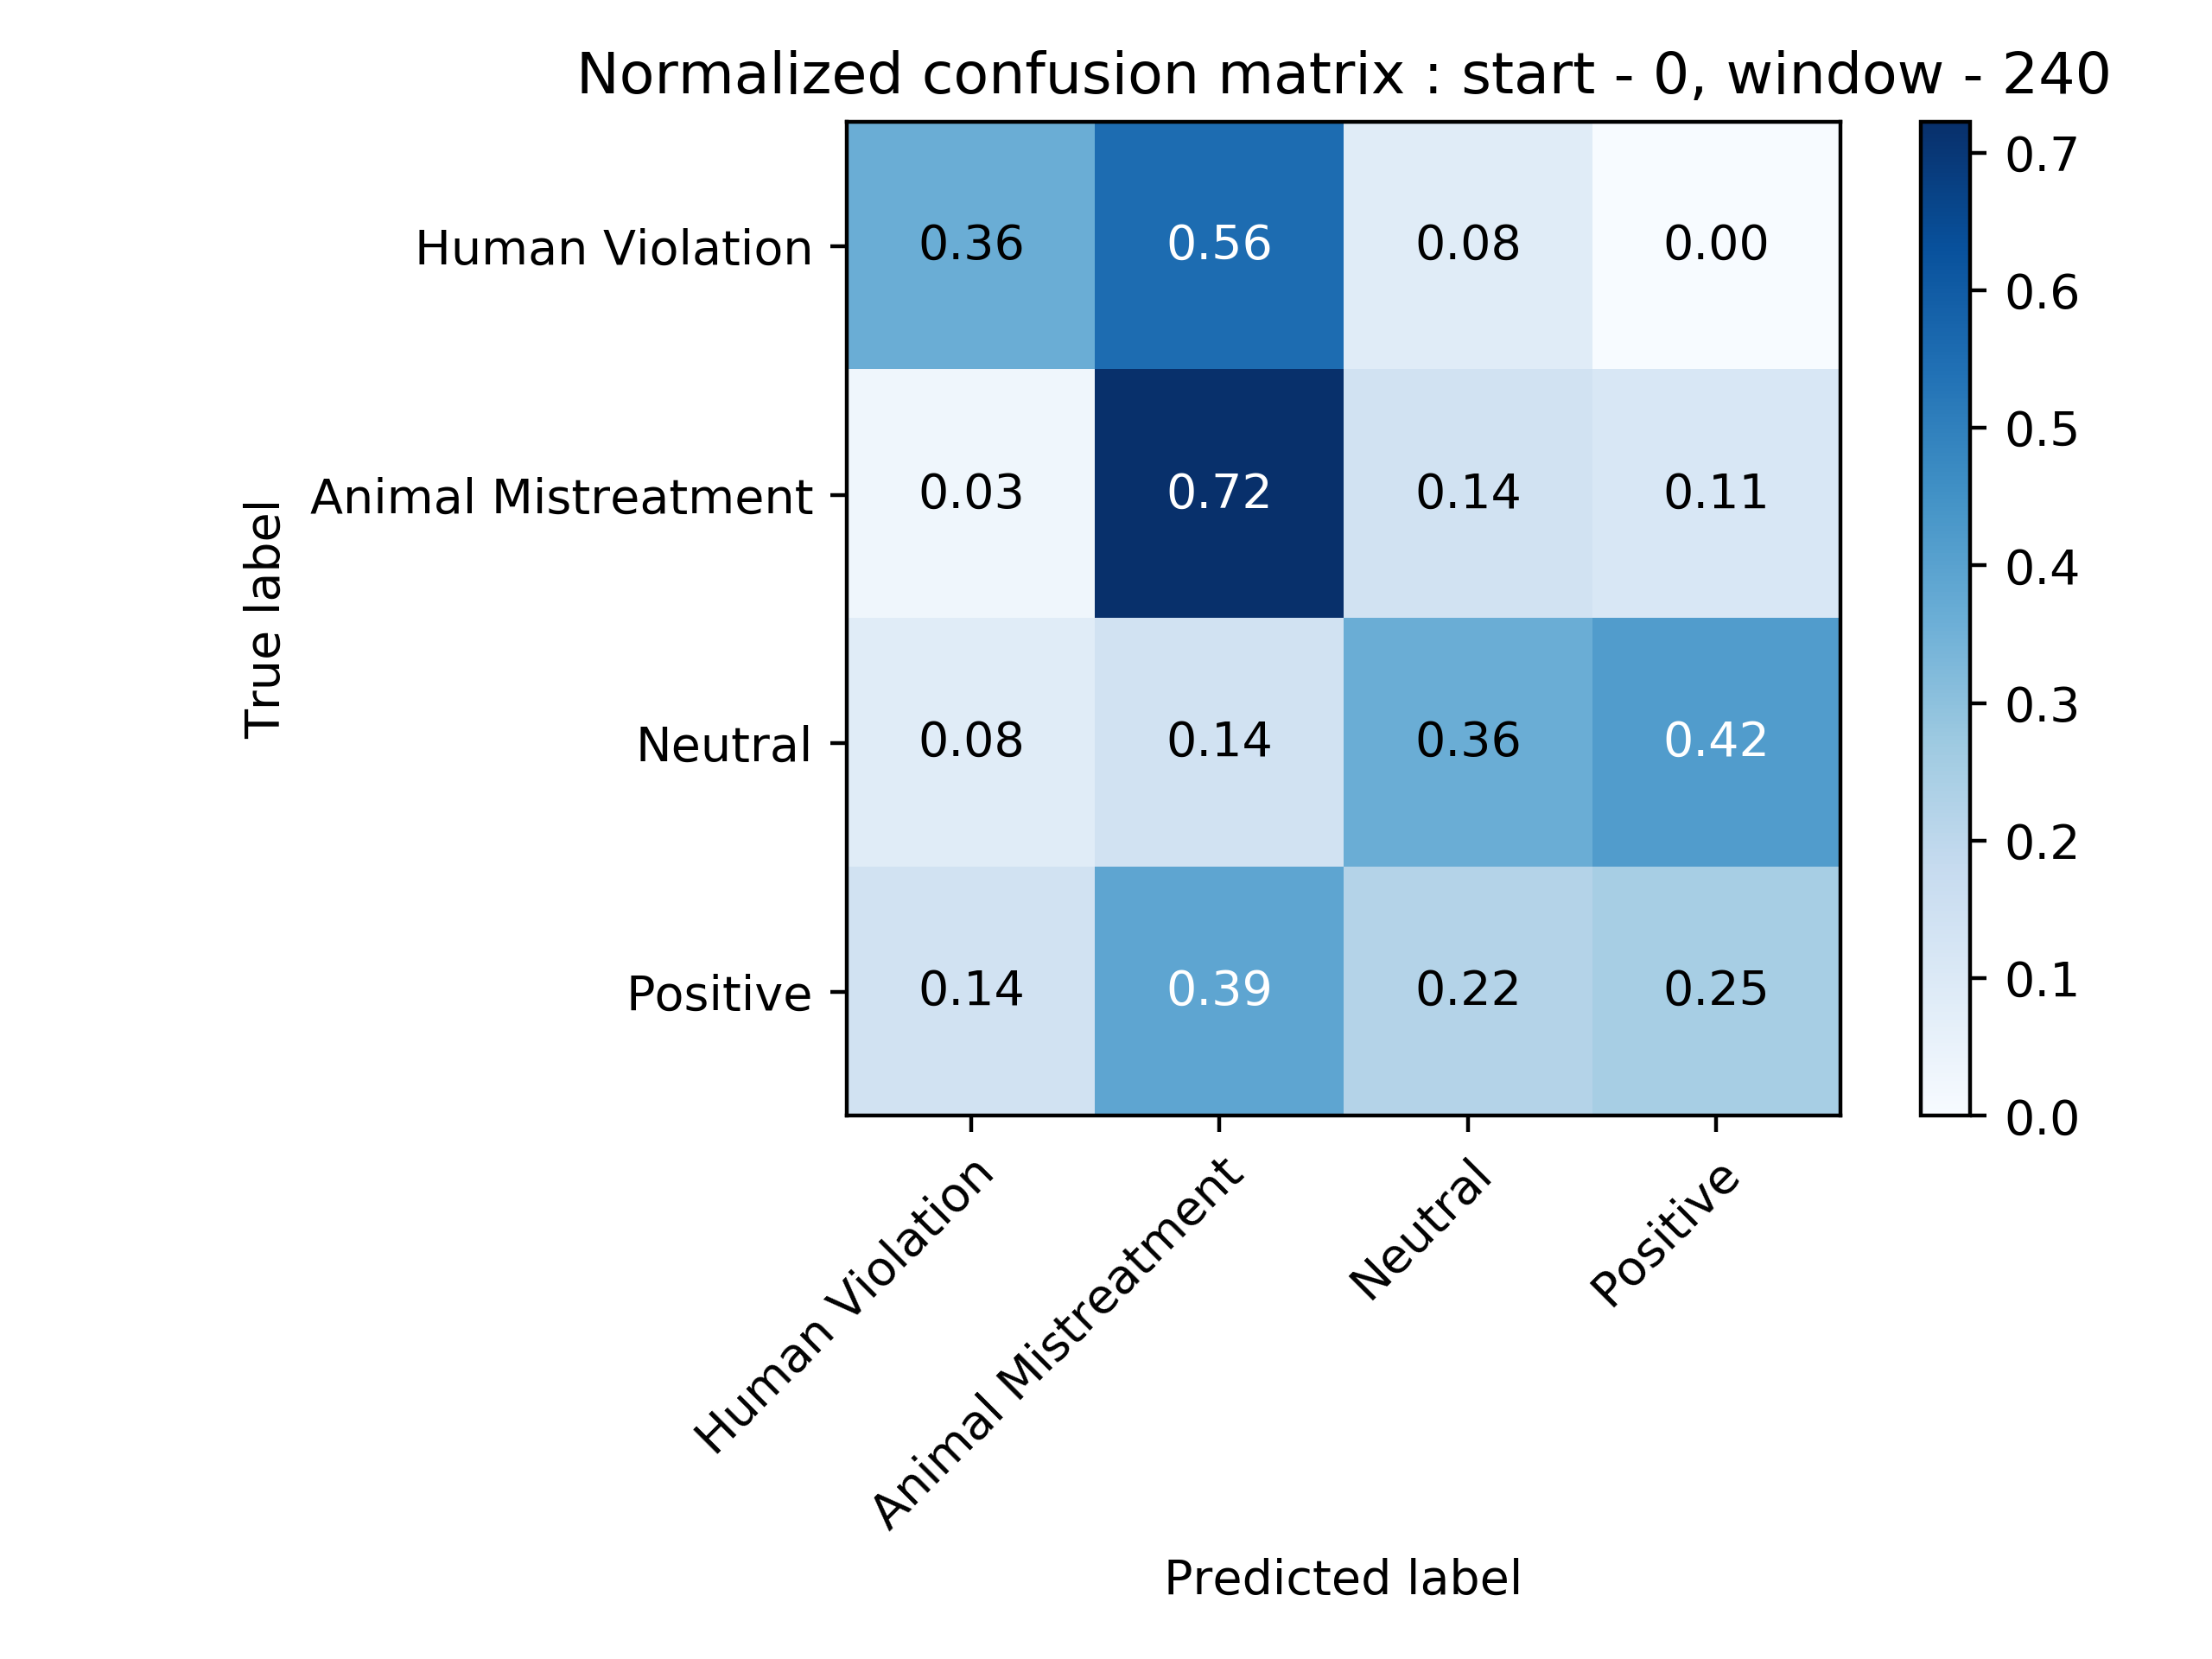 Normalized confusion matrix : start - 0, window - 240
True label
Human Violation
0.36 0.56 0.08 0.00
Animal Mistreatment
0.03 0.72 0.14 0.11
Neutral
0.08 0.14 0.36 0.42
Positive
0.14 0.39 0.22 0.25
Human Violation
Animal Mistreatment
Neutral
Positive
Predicted label
0.7
0.6
0.5
0.4
0.3
0.2
0.1
0.0